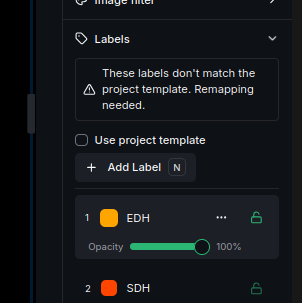 Image filter
Labels
These labels don't match the
project template. Remapping
needed.
Use project template
+ Add Label N
1 EDH ...
Opacity 100%
2 SDH